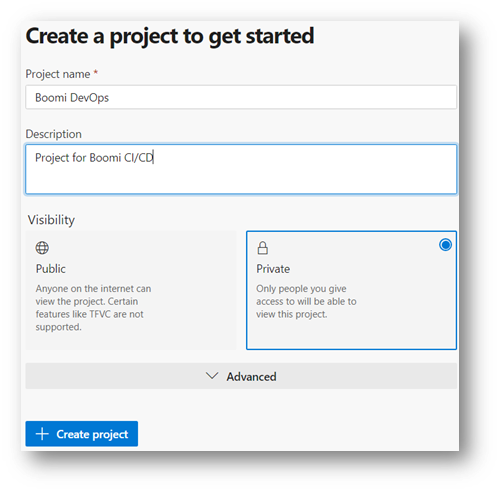 Create a project to get started
Project name *
Boomi DevOps
Description
Project for Boomi CI/CD
Visibility
Public
Anyone on the internet can
view the project. Certain
features like TFVC are not
supported.
Private
Only people you give
access to will be able to
view this project.
Advanced
+ Create project